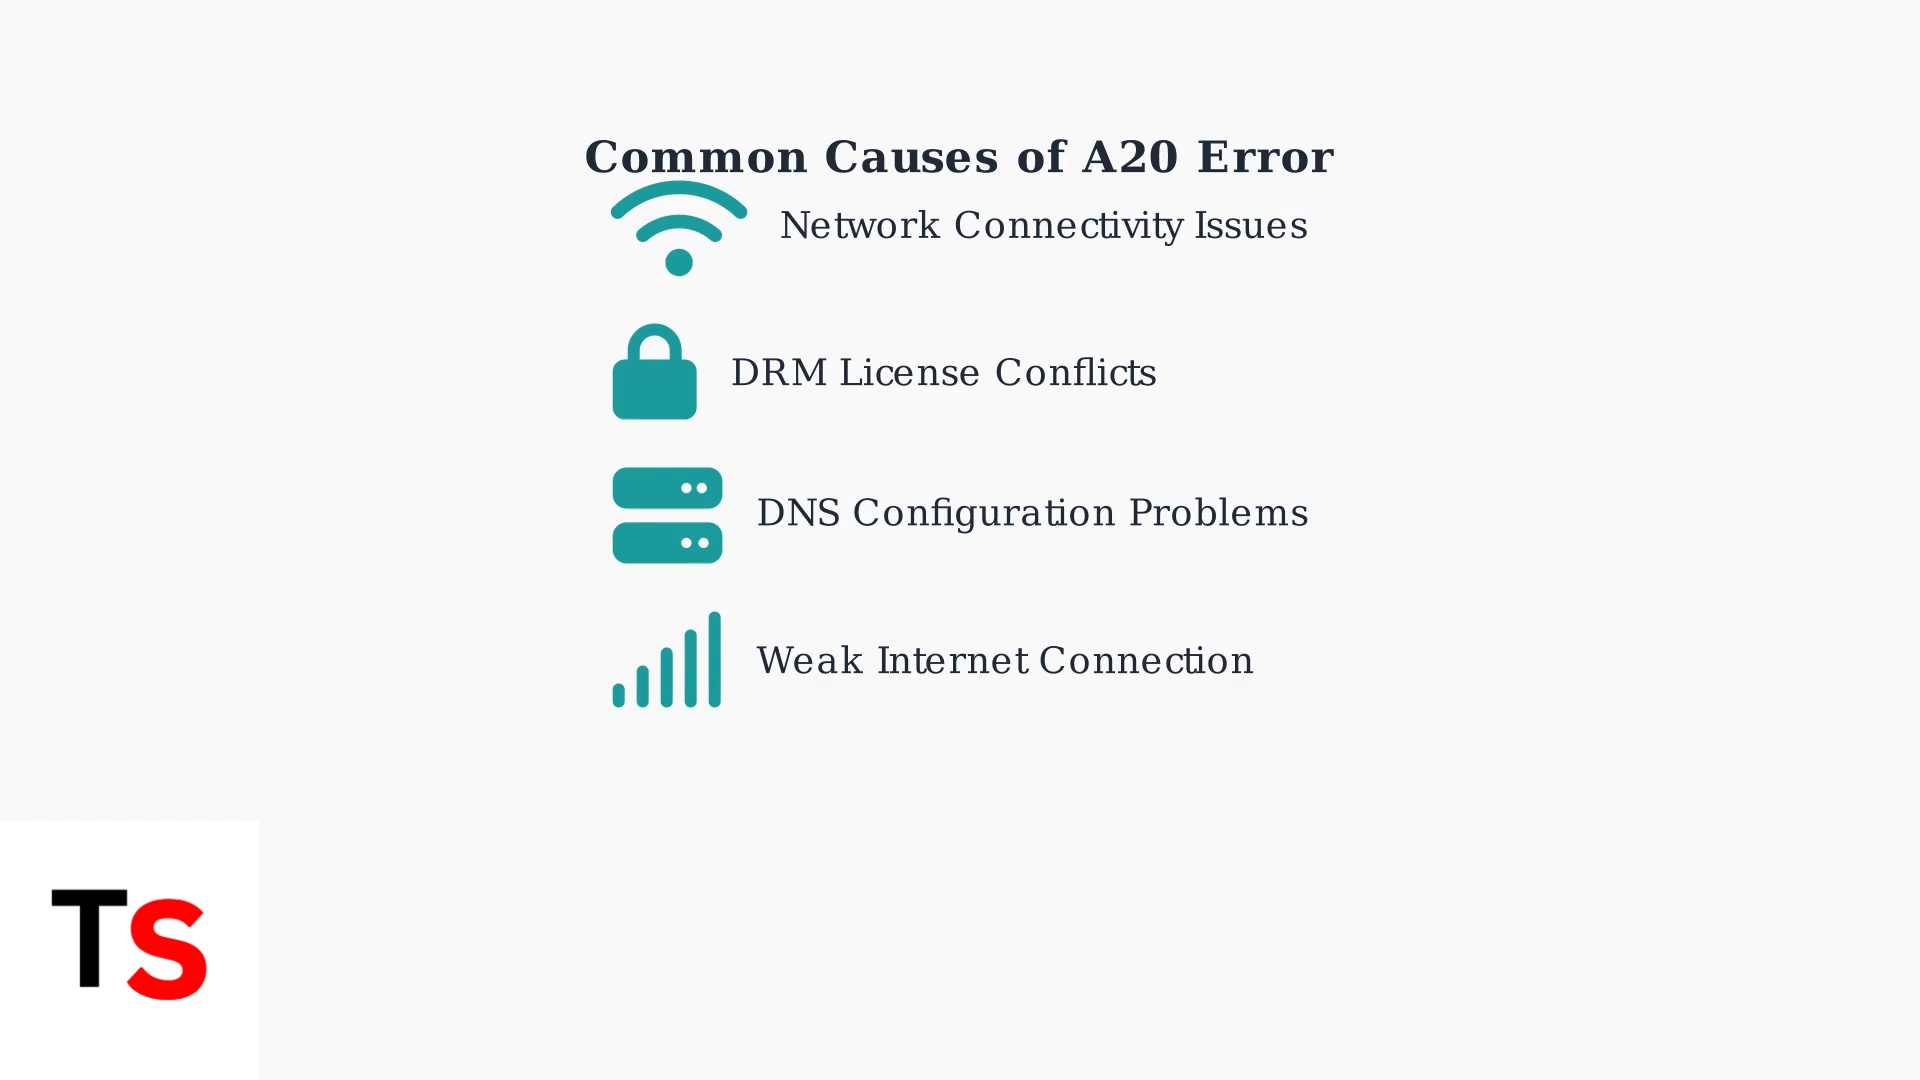 Common Causes of A20 Error
Network Connectivity Issues
DRM License Conflicts
DNS Configuration Problems
Weak Internet Connection
TS